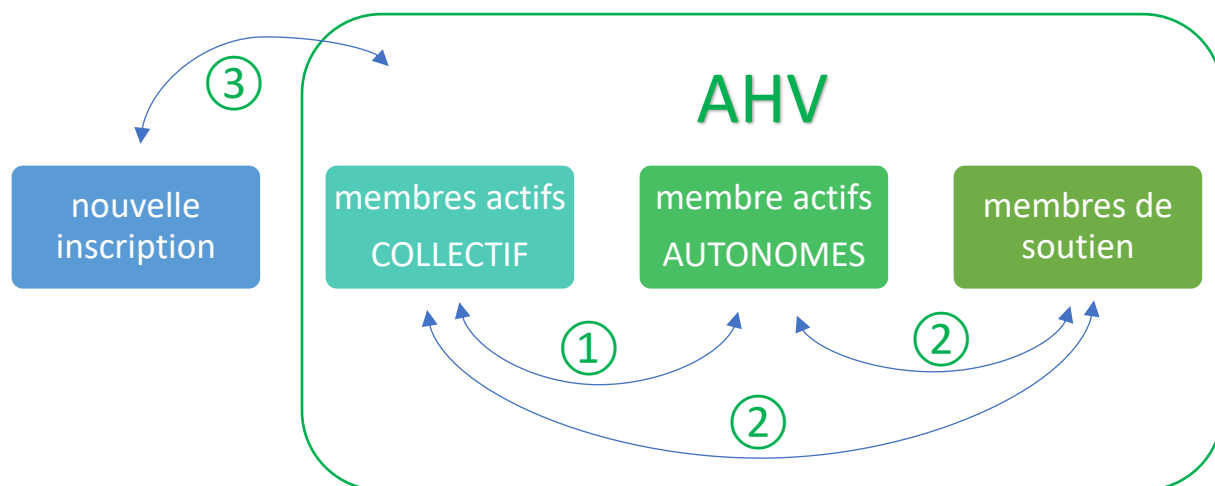 AHV
③
nouvelle
inscription
membres actifs
COLLECTIF
membre actifs
AUTONOMES
membres de
soutien
①
②
②